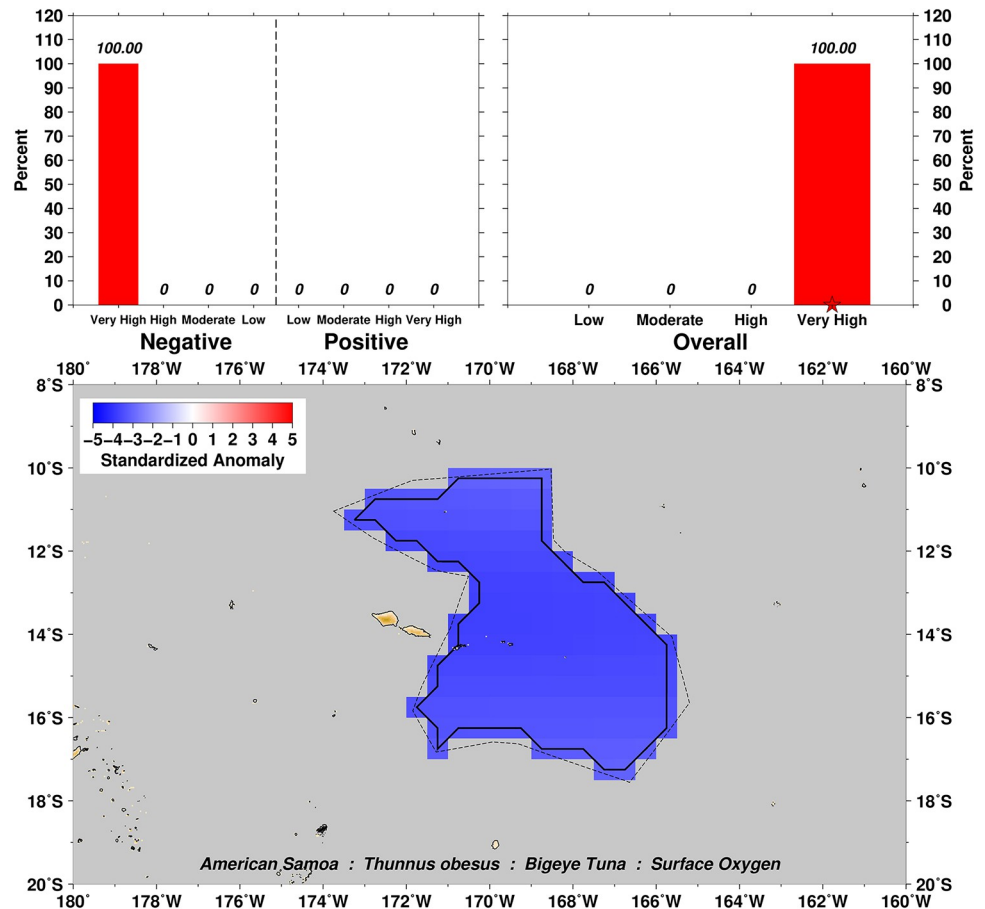 120
110
100
90
80
70
60
50
40
30
20
10
0
Percent
100.00
0 0 0 0 0 0
Very High High Moderate Low Low Moderate High Very High
Negative Positive
100.00
0 0 0
Low Moderate High Very High
Overall
120
110
100
90
80
70
60
50
40
30
20
10
0
Percent
180˚ 178˚W 176˚W 174˚W 172˚W 170˚W 168˚W 166˚W 164˚W 162˚W 160˚W
8˚S 8˚S
−5−4−3−2−1 0 1 2 3 4 5
Standardized Anomaly
10˚S 10˚S
12˚S 12˚S
14˚S 14˚S
16˚S 16˚S
18˚S 18˚S
American Samoa : Thunnus obesus : Bigeye Tuna : Surface Oxygen
20˚S 20˚S
180˚ 178˚W 176˚W 174˚W 172˚W 170˚W 168˚W 166˚W 164˚W 162˚W 160˚W